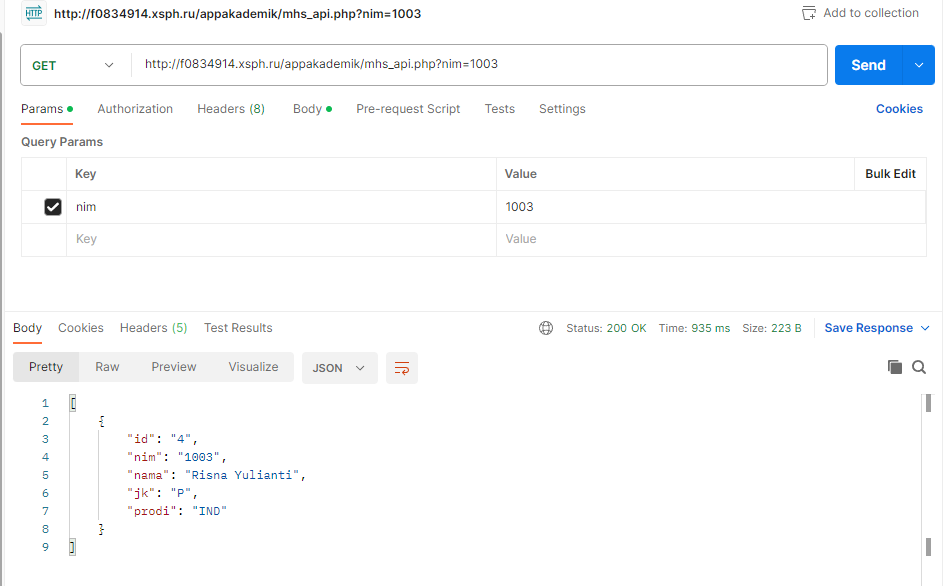 HTTP http://f0834914.xsph.ru/appakademik/mhs_api.php?nim=1003 Add to collection
GET http://f0834914.xsph.ru/appakademik/mhs_api.php?nim=1003 Send
Params Authorization Headers (8) Body Pre-request Script Tests Settings Cookies
Query Params
Key Value Bulk Edit
nim 1003
Key Value
Body Cookies Headers (5) Test Results Status: 200 OK Time: 935 ms Size: 223 B Save Response
Pretty Raw Preview Visualize JSON
1 [
2 {
3 "id": "4",
4 "nim": "1003",
5 "nama": "Risna Yulianti",
6 "jk": "P",
7 "prodi": "IND"
8 }
9 ]